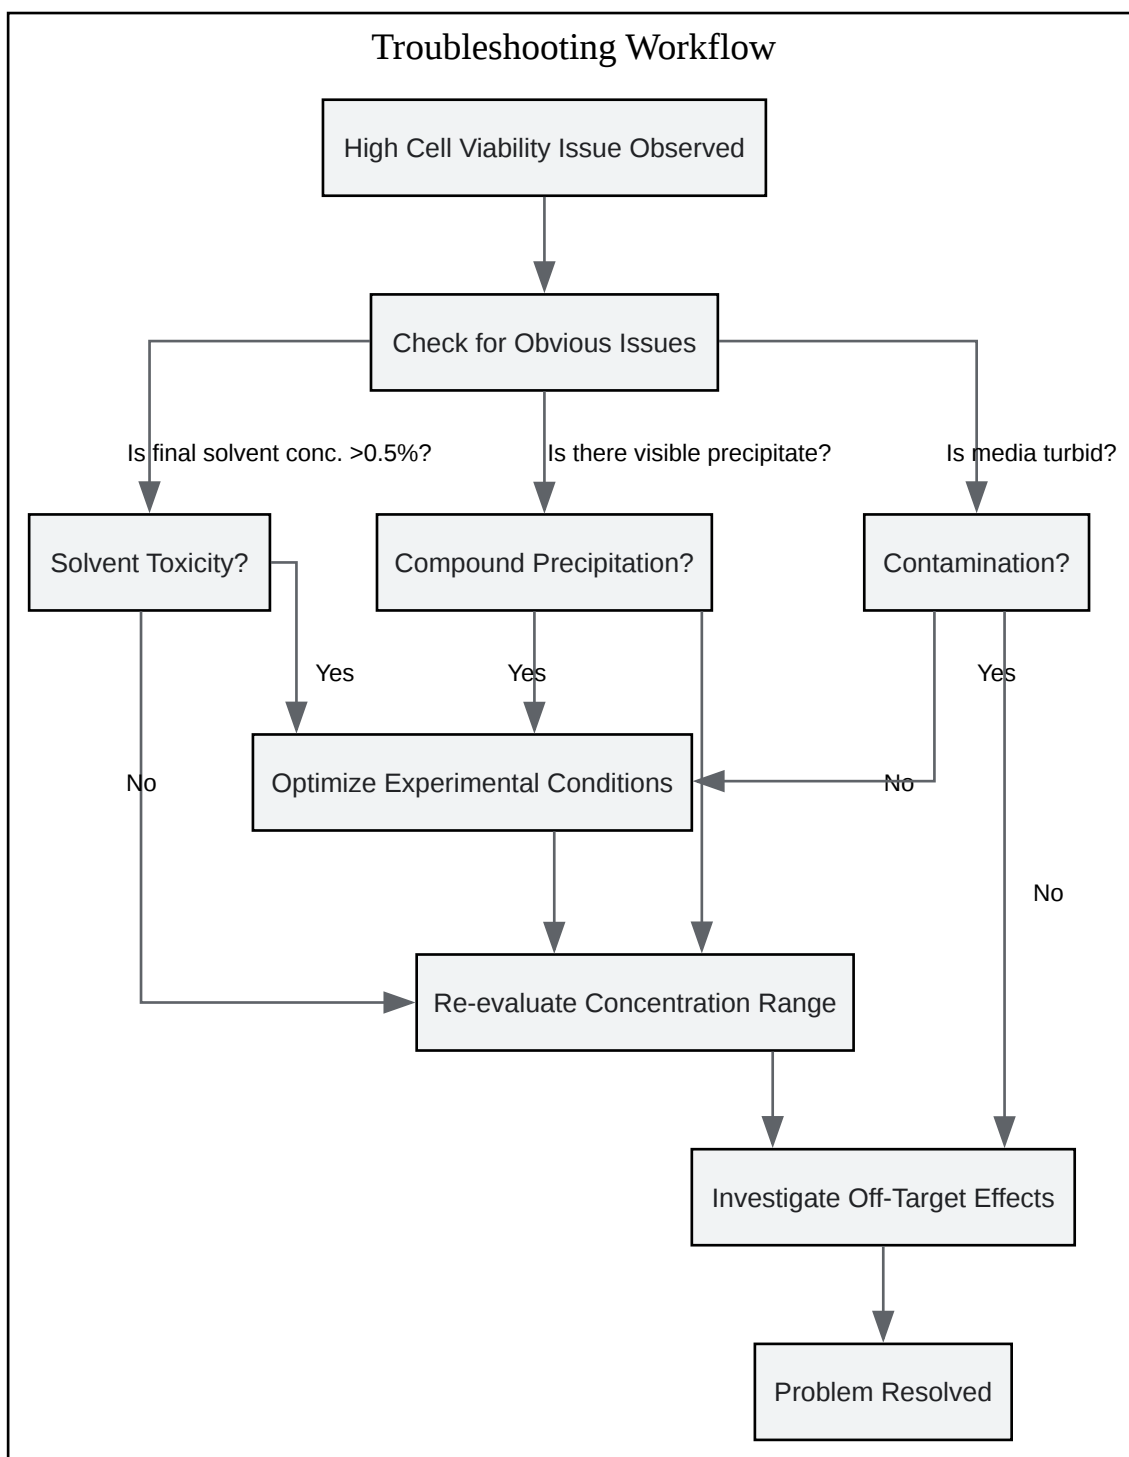 Troubleshooting Workflow
High Cell Viability Issue Observed
Check for Obvious Issues
Is final solvent conc. >0.5%?
Is there visible precipitate?
Is media turbid?
Solvent Toxicity?
Compound Precipitation?
Contamination?
Yes
Yes
Yes
No
Optimize Experimental Conditions
No
No
Re-evaluate Concentration Range
Investigate Off-Target Effects
Problem Resolved